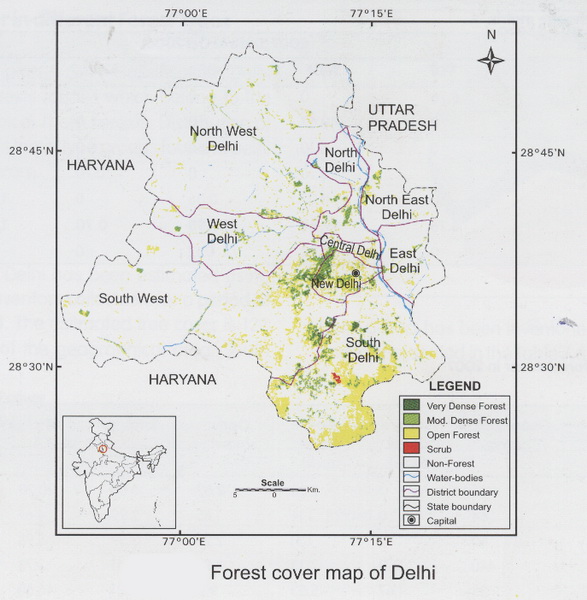 77°00'E
77°15'E
N
UTTAR
PRADESH
North West
Delhi
28°45'N
28°45'N
HARYANA
North
Delhi
North East
Delhi
West
Delhi
Central Delhi
East
Delhi
New Delhi
South West
South
Delhi
28°30'N
28°30'N
HARYANA
LEGEND
Very Dense Forest
Mod. Dense Forest
Open Forest
Scrub
Non-Forest
Water-bodies
District boundary
State boundary
Capital
Scale
5 0 Km.
77°00'E
77°15'E
Forest cover map of Delhi